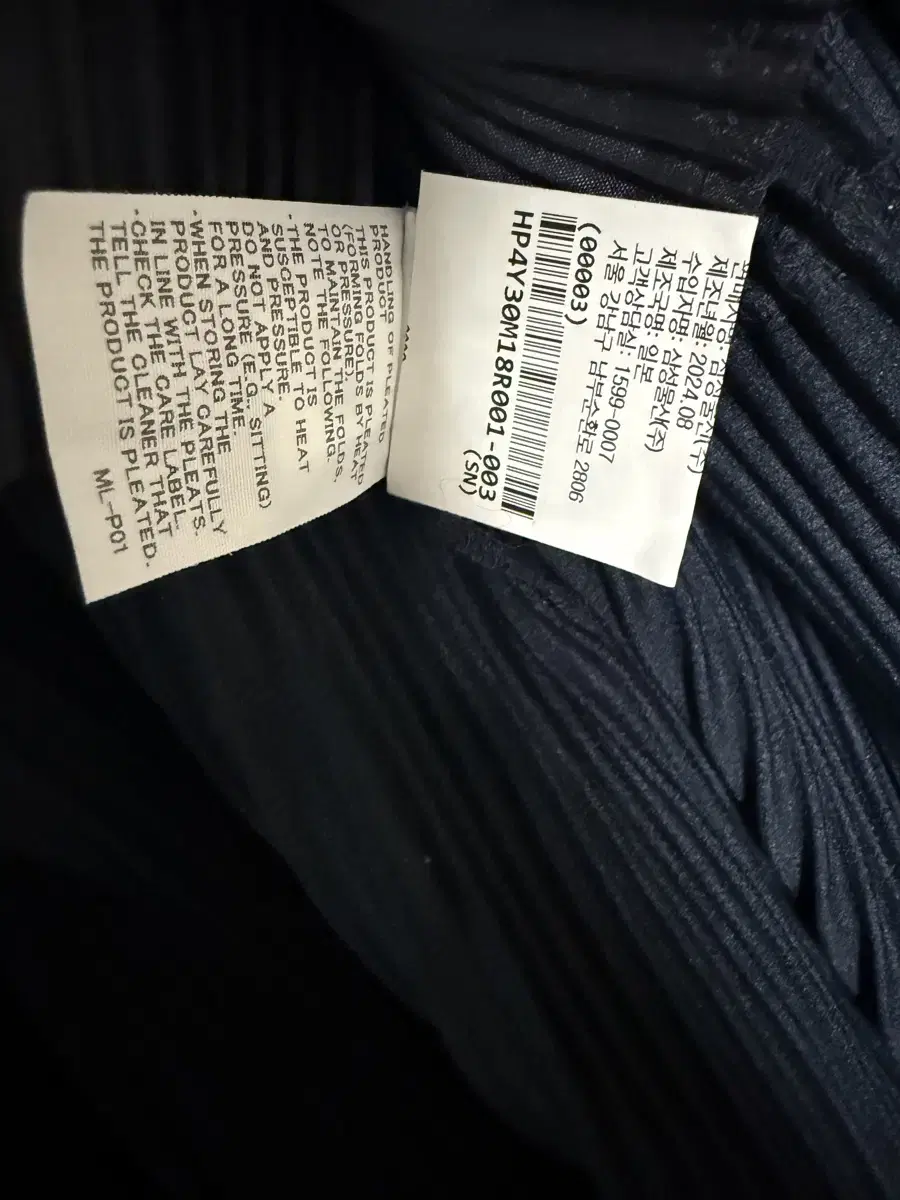 HANDLING OF PLEATED
PRODUCT
THIS PRODUCT IS PLEATED
(FORMING FOLDS BY HEAT
OR PRESSURE).
TO MAINTAIN THE FOLDS,
NOTE THE FOLLOWING.
-THE PRODUCT IS
SUSCEPTIBLE TO HEAT
AND PRESSURE.
DO NOT APPLY A
PRESSURE (E.G., SITTING)
FOR A LONG TIME.
-WHEN STORING THE
PRODUCT LAY CAREFULLY
IN LINE WITH THE PLEATS.
-CHECK THE CARE LABEL.
TELL THE CLEANER THAT
THE PRODUCT IS PLEATED.
ML-P01
제조년월: 2024.08
수입자명: 삼성물산(주)
제조국명: 일본
고객상담실: 1599-0007
서울 강남구 남부순환로 2806
(00003)
HP4Y30M18R001-003
(SN)